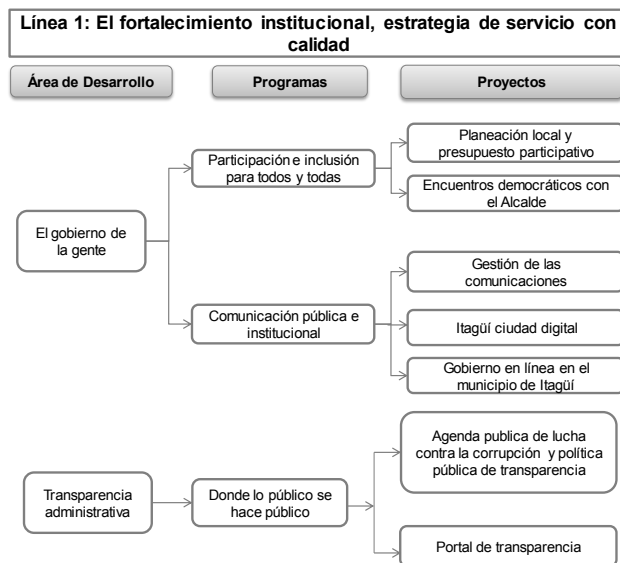 Línea 1: El fortalecimiento institucional, estrategia de servicio con
calidad
Área de Desarrollo
Programas
Proyectos
El gobierno de
la gente
Participación e inclusión
para todos y todas
Planeación local y
presupuesto participativo
Encuentros democráticos con
el Alcalde
Comunicación pública e
institucional
Gestión de las
comunicaciones
Itagüí ciudad digital
Gobierno en línea en el
municipio de Itagüí
Transparencia
administrativa
Donde lo público se
hace público
Agenda publica de lucha
contra la corrupción y política
pública de transparencia
Portal de transparencia